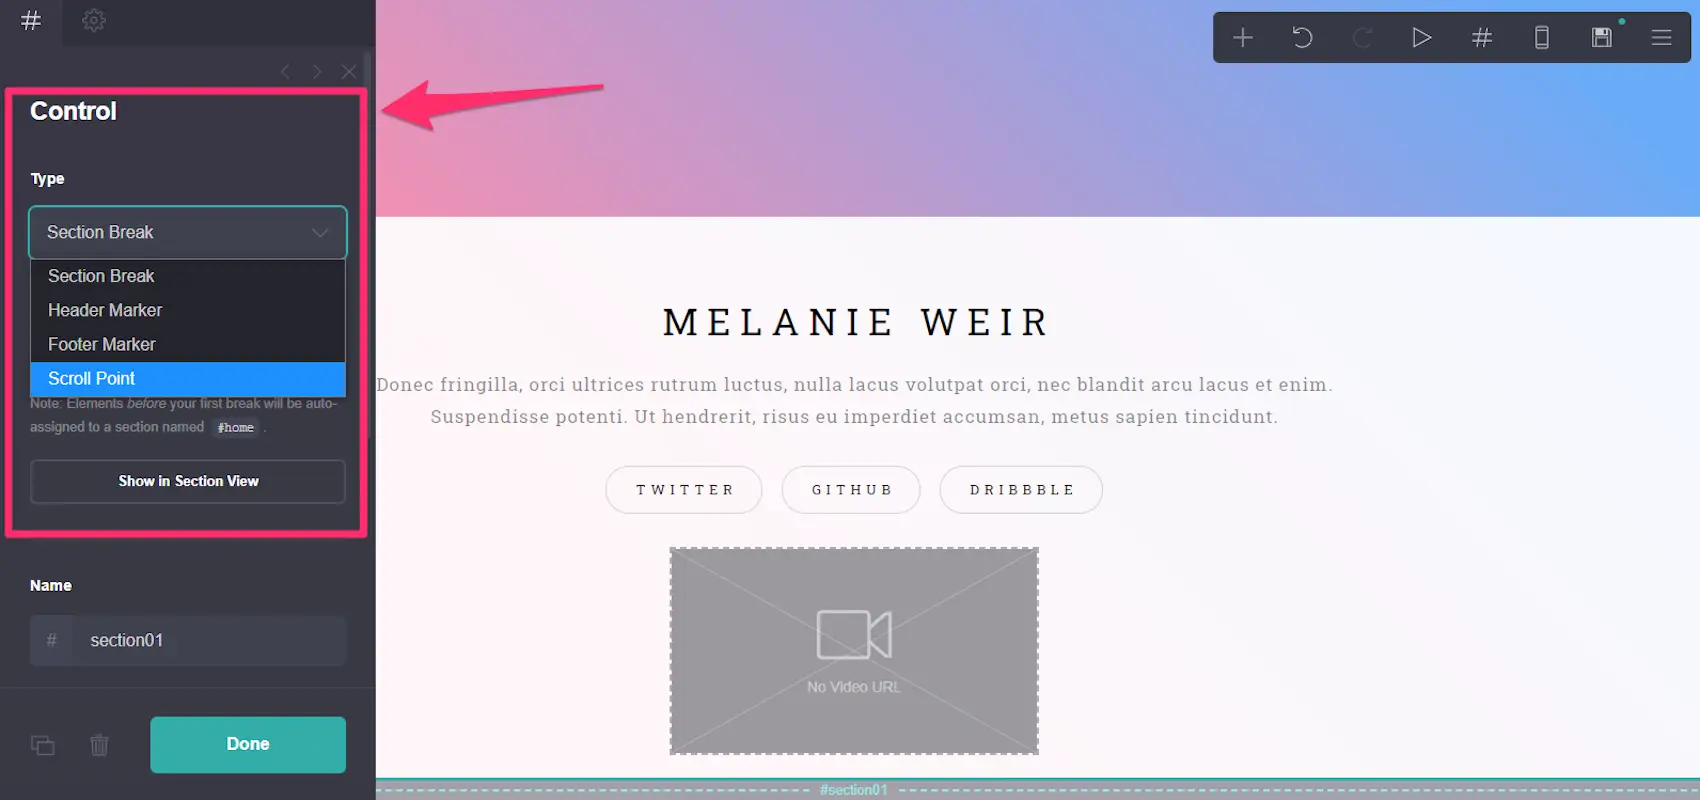 Control
Type
Section Break
Section Break
Header Marker
Footer Marker
Scroll Point
Note: Elements before your first break will be auto-
assigned to a section named #home .
Show in Section View
Name
# section01
Done
MELANIE WEIR
Donec fringilla, orci ultrices rutrum luctus, nulla lacus volutpat orci, nec blandit arcu lacus et enim.
Suspendisse potenti. Ut hendrerit, risus eu imperdiet accumsan, metus sapien tincidunt.
TWITTER GITHUB DRIBBBLE
No Video URL
#section01